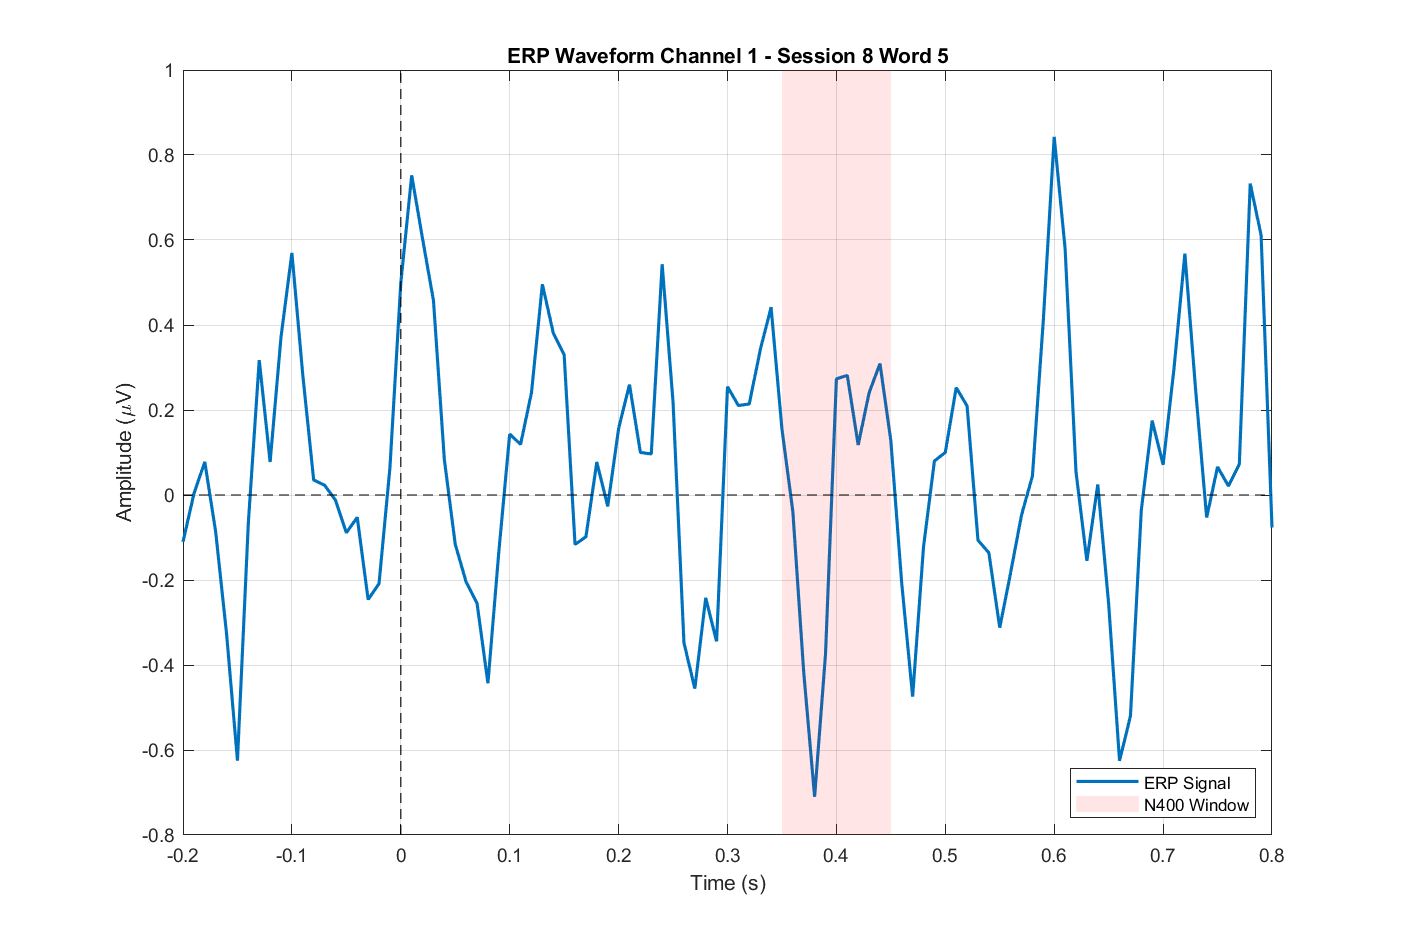 ERP Waveform Channel 1 - Session 8 Word 5
1
0.8
0.6
0.4
0.2
0
-0.2
-0.4
-0.6
-0.8
Amplitude (μV)
ERP Signal
N400 Window
-0.2 -0.1 0 0.1 0.2 0.3 0.4 0.5 0.6 0.7 0.8
Time (s)